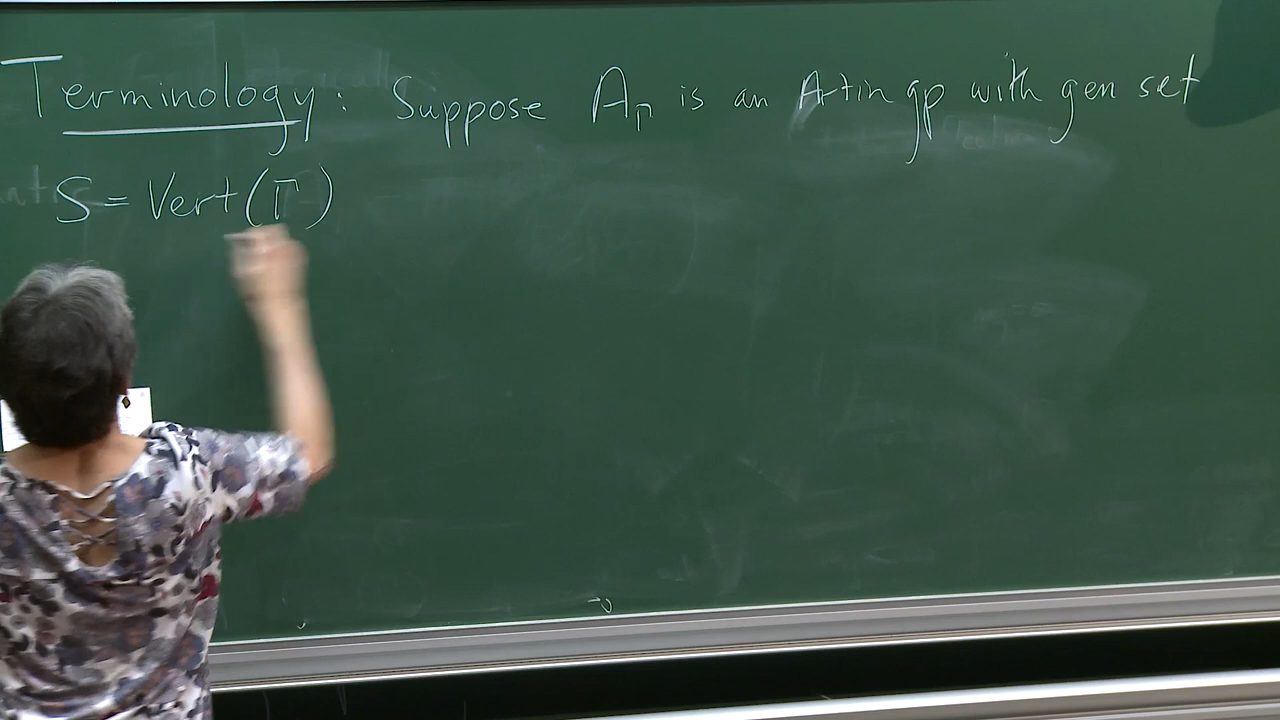 Terminology: Suppose A_Γ is an Artin gp with gen set
S = Vert(Γ)